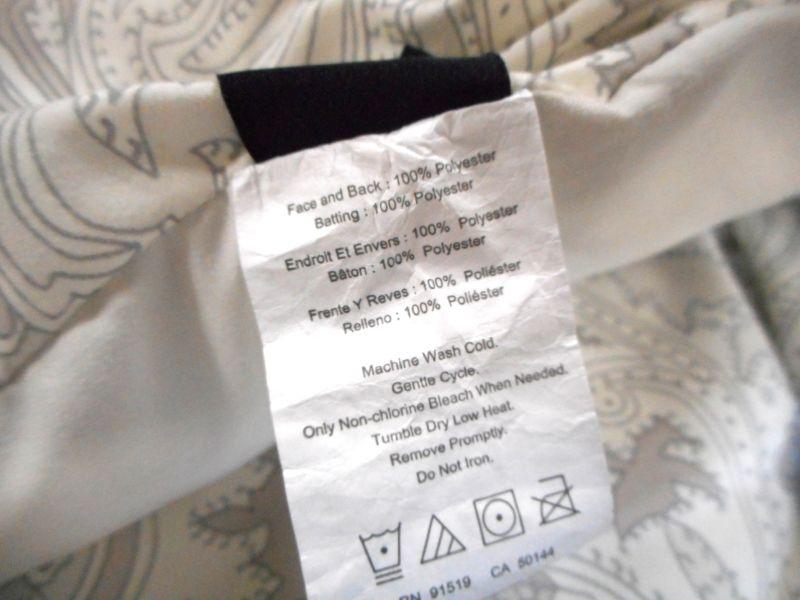 Face and Back : 100% Polyester
Batting : 100% Polyester
Endroit Et Envers : 100% Polyester
Bâton : 100% Polyester
Frente Y Reves : 100% Poliéster
Relleno : 100% Poliéster
Machine Wash Cold.
Gentle Cycle.
Only Non-chlorine Bleach When Needed.
Tumble Dry Low Heat.
Remove Promptly.
Do Not Iron.
RN 91519 CA 50144